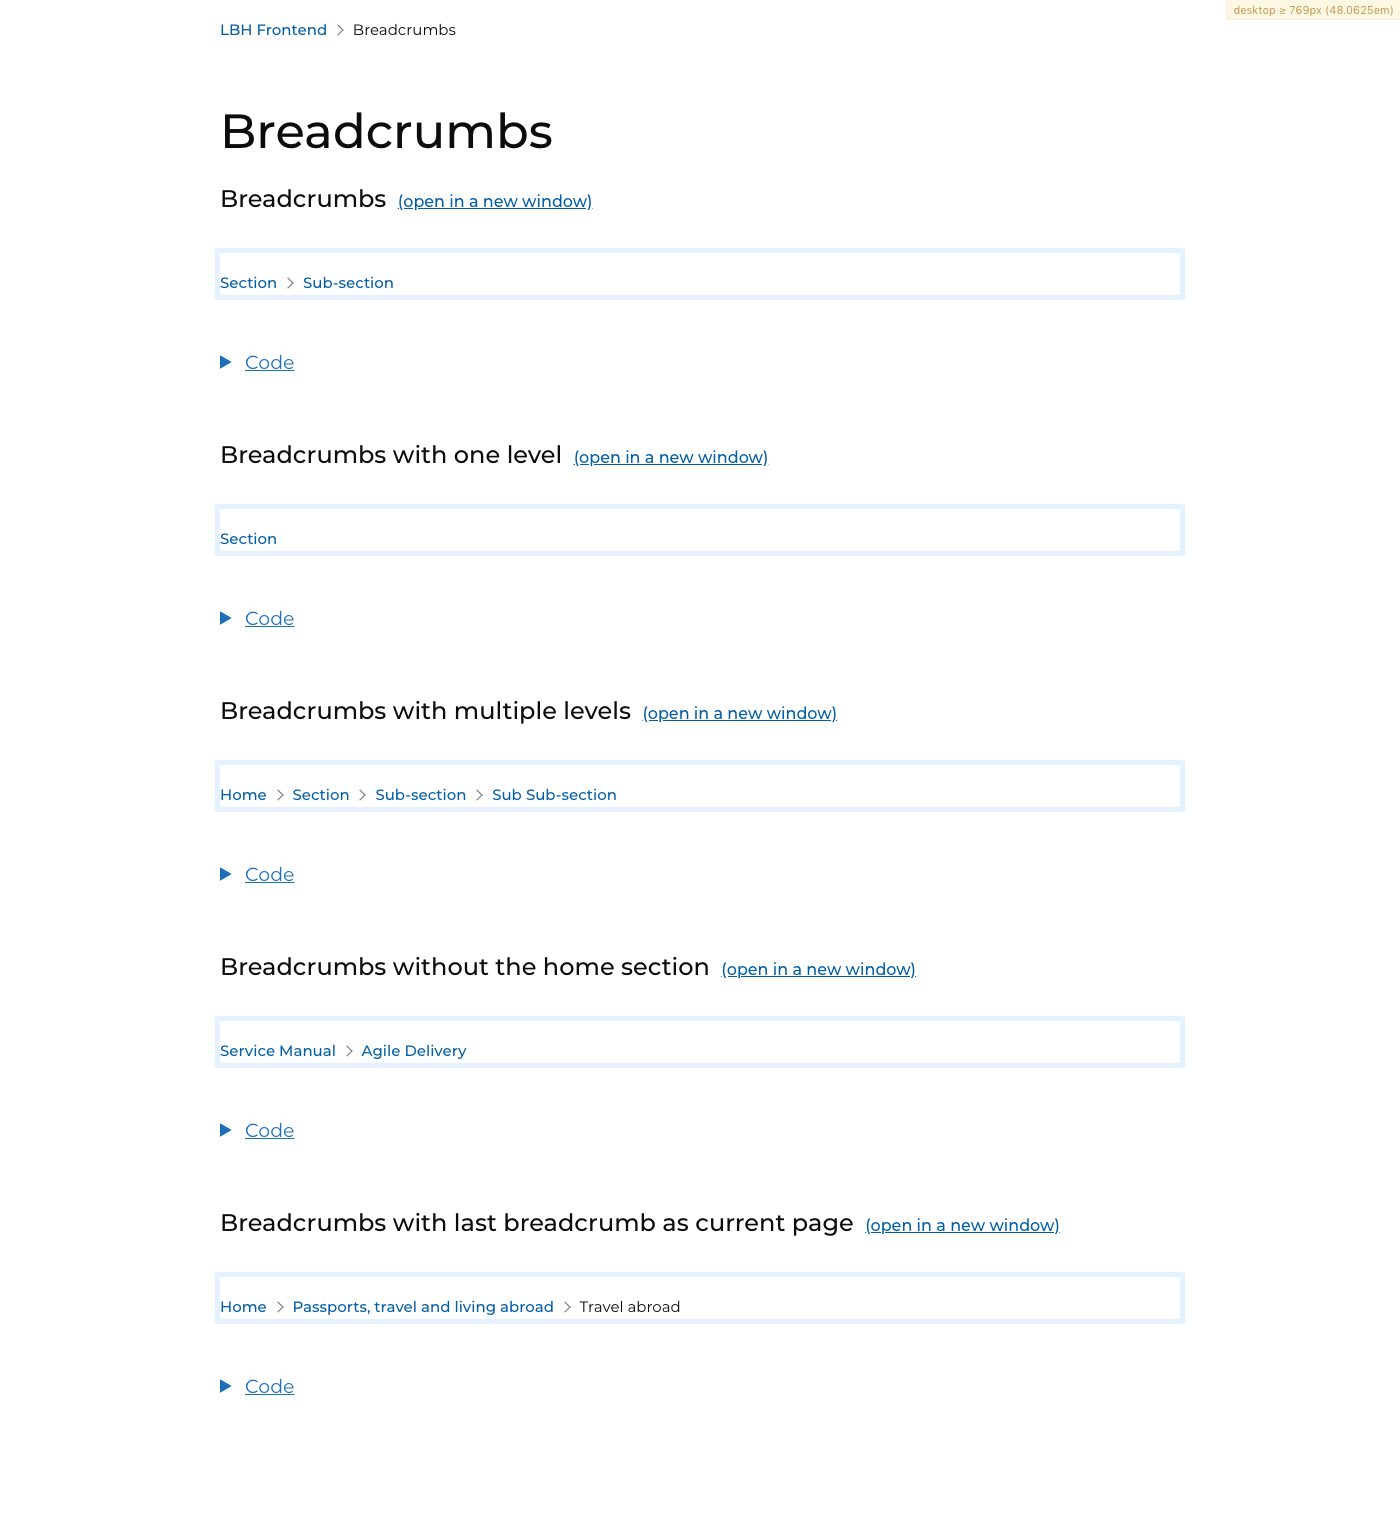 desktop ≥ 769px (48.0625em)
LBH Frontend > Breadcrumbs
Breadcrumbs
Breadcrumbs (open in a new window)
Section > Sub-section
Code
Breadcrumbs with one level (open in a new window)
Section
Code
Breadcrumbs with multiple levels (open in a new window)
Home > Section > Sub-section > Sub Sub-section
Code
Breadcrumbs without the home section (open in a new window)
Service Manual > Agile Delivery
Code
Breadcrumbs with last breadcrumb as current page (open in a new window)
Home > Passports, travel and living abroad > Travel abroad
Code